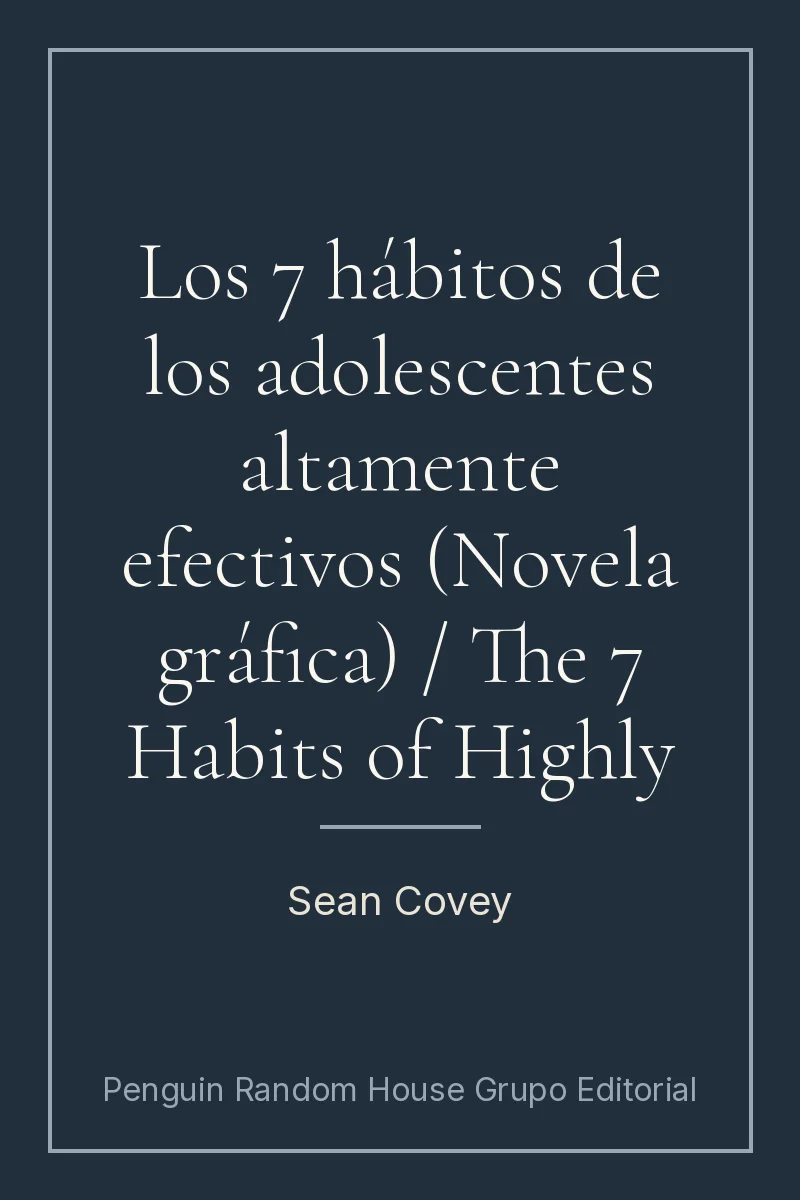 Los 7 hábitos de
los adolescentes
altamente
efectivos (Novela
gráfica) / The 7
Habits of Highly
Sean Covey
Penguin Random House Grupo Editorial